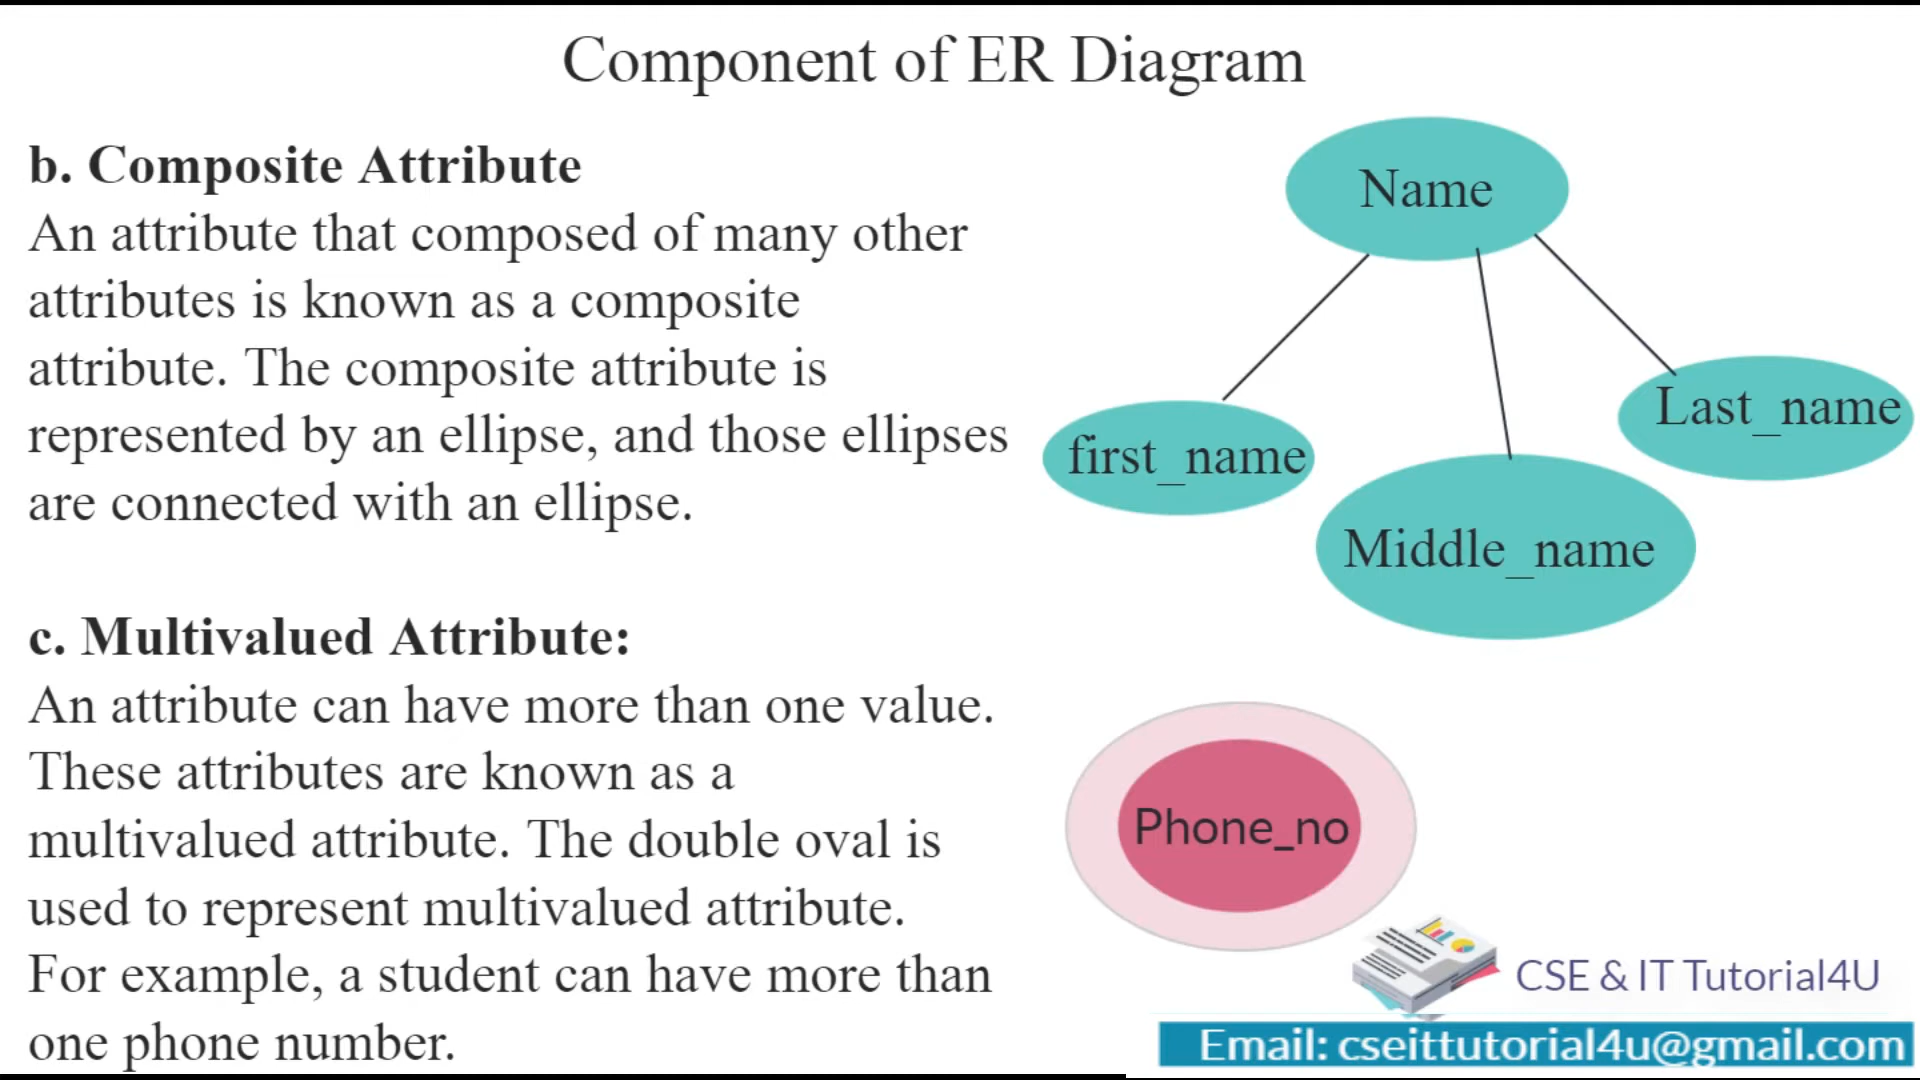 Component of ER Diagram
b. Composite Attribute
An attribute that composed of many other
attributes is known as a composite
attribute. The composite attribute is
represented by an ellipse, and those ellipses
are connected with an ellipse.
Name
first_name
Middle_name
Last_name
c. Multivalued Attribute:
An attribute can have more than one value.
These attributes are known as a
multivalued attribute. The double oval is
used to represent multivalued attribute.
For example, a student can have more than
one phone number.
Phone_no
CSE & IT Tutorial4U
Email: cseittutorial4u@gmail.com